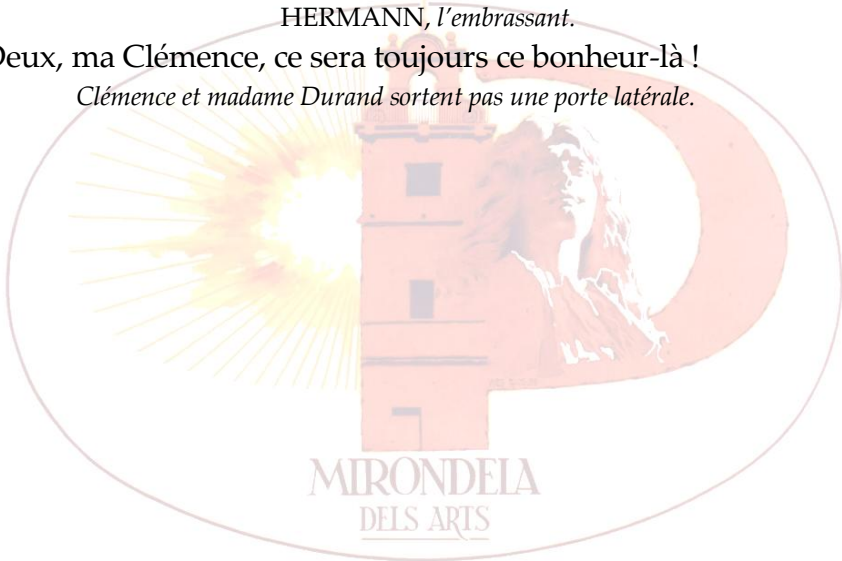 HERMANN, l'embrassant.
Deux, ma Clémence, ce sera toujours ce bonheur-là !
Clémence et madame Durand sortent pas une porte latérale.
MIRONDELA
DELS ARTS